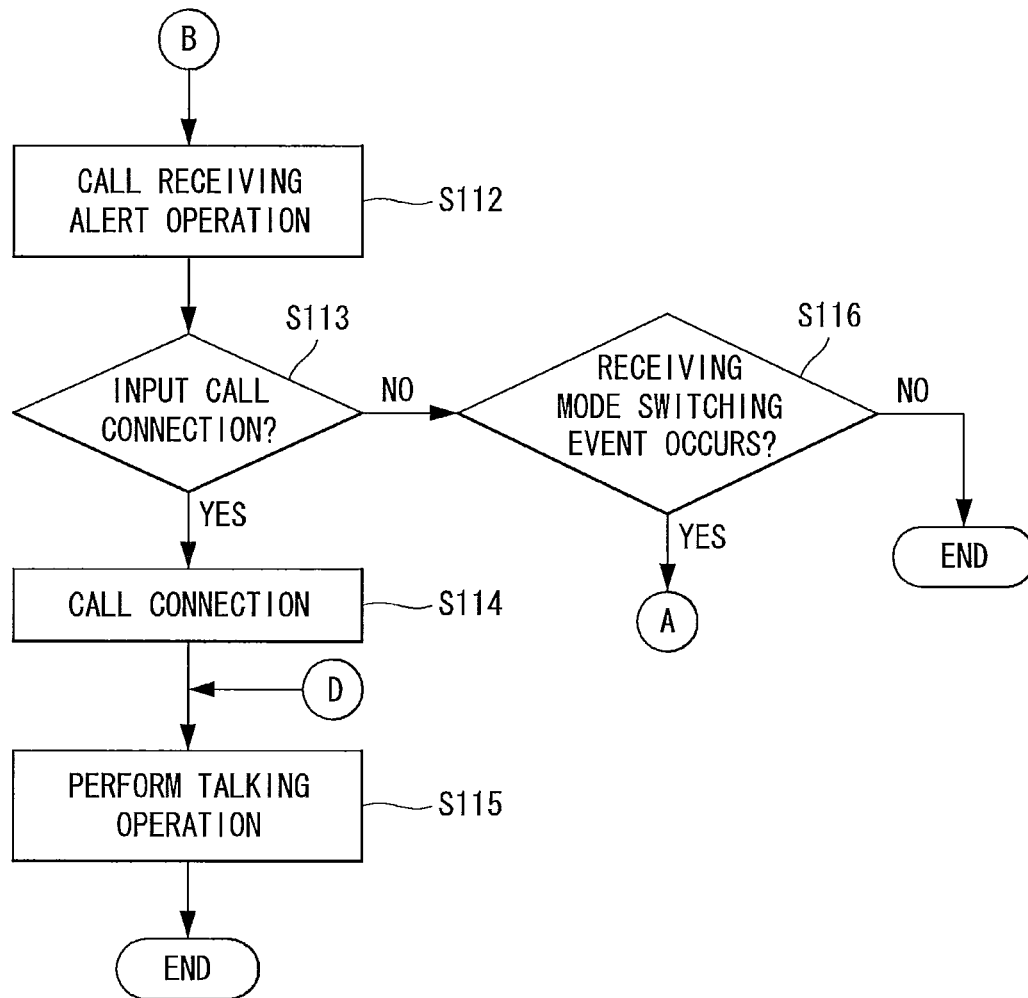 B
CALL RECEIVING
ALERT OPERATION
S112
S113
INPUT CALL
CONNECTION?
NO
S116
RECEIVING
MODE SWITCHING
EVENT OCCURS?
NO
YES
YES
END
CALL CONNECTION
S114
A
D
PERFORM TALKING
OPERATION
S115
END